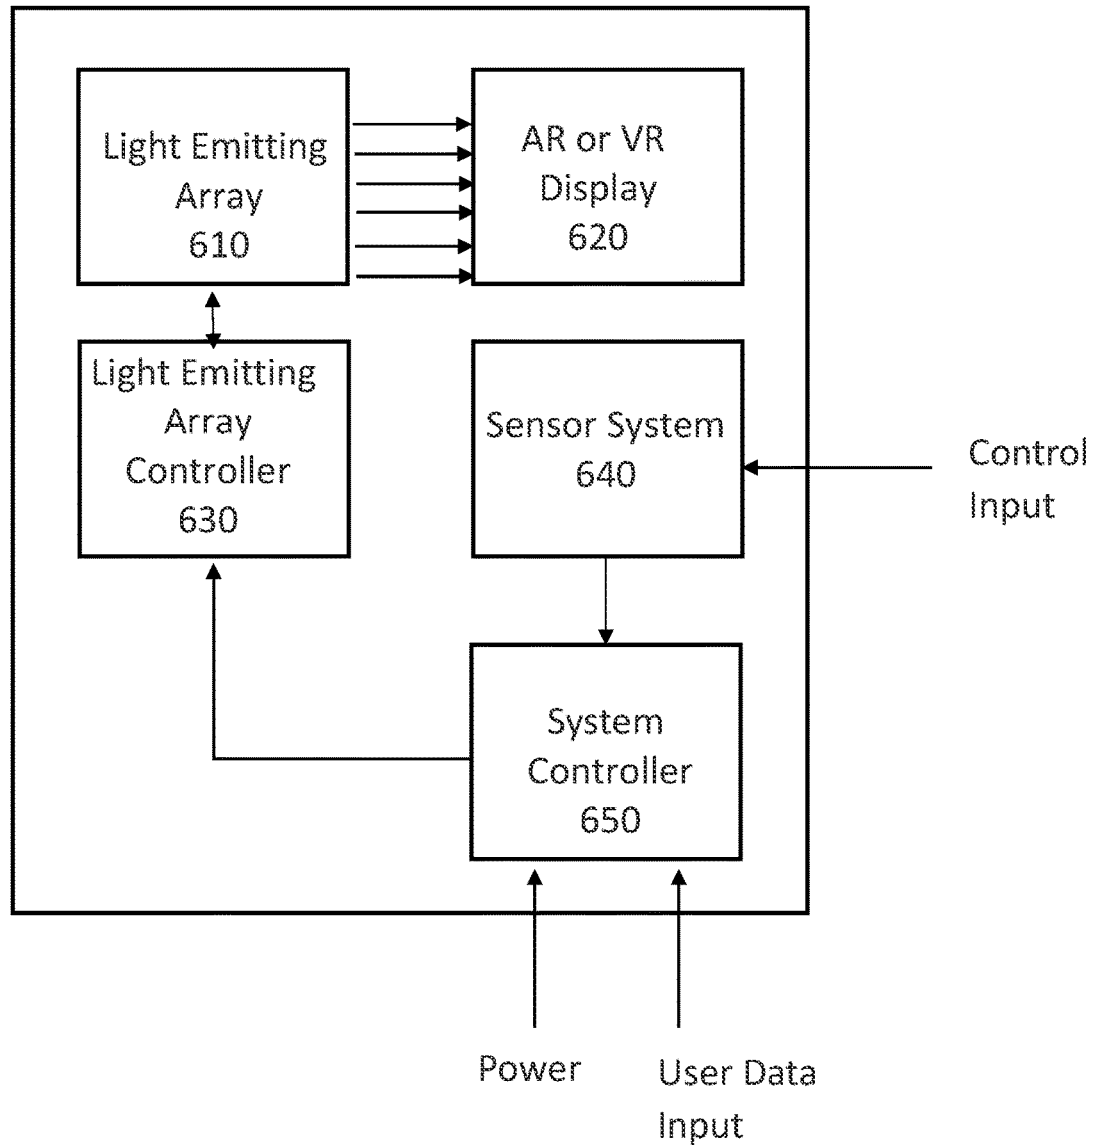 Light Emitting
Array
610
AR or VR
Display
620
Light Emitting
Array
Controller
630
Sensor System
640
Control
Input
System
Controller
650
Power
User Data
Input